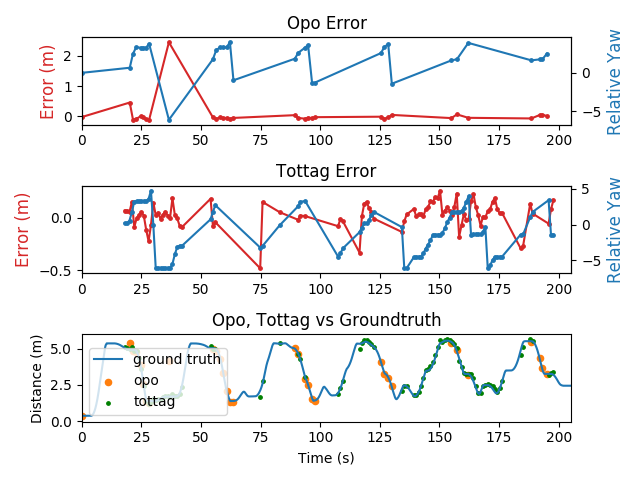 Opo Error
Error (m)
2
1
0
0
−5
Relative Yaw
0 25 50 75 100 125 150 175 200
Tottag Error
Error (m)
0.0
−0.5
5
0
−5
Relative Yaw
0 25 50 75 100 125 150 175 200
Opo, Tottag vs Groundtruth
Distance (m)
5.0
2.5
0.0
ground truth
opo
tottag
0 25 50 75 100 125 150 175 200
Time (s)